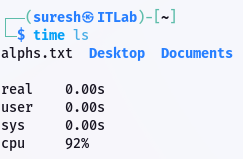 ┌──(suresh㉿ITLab)-[~]
└─$ time ls
alphs.txt  Desktop  Documents
real    0.00s
user    0.00s
sys     0.00s
cpu     92%